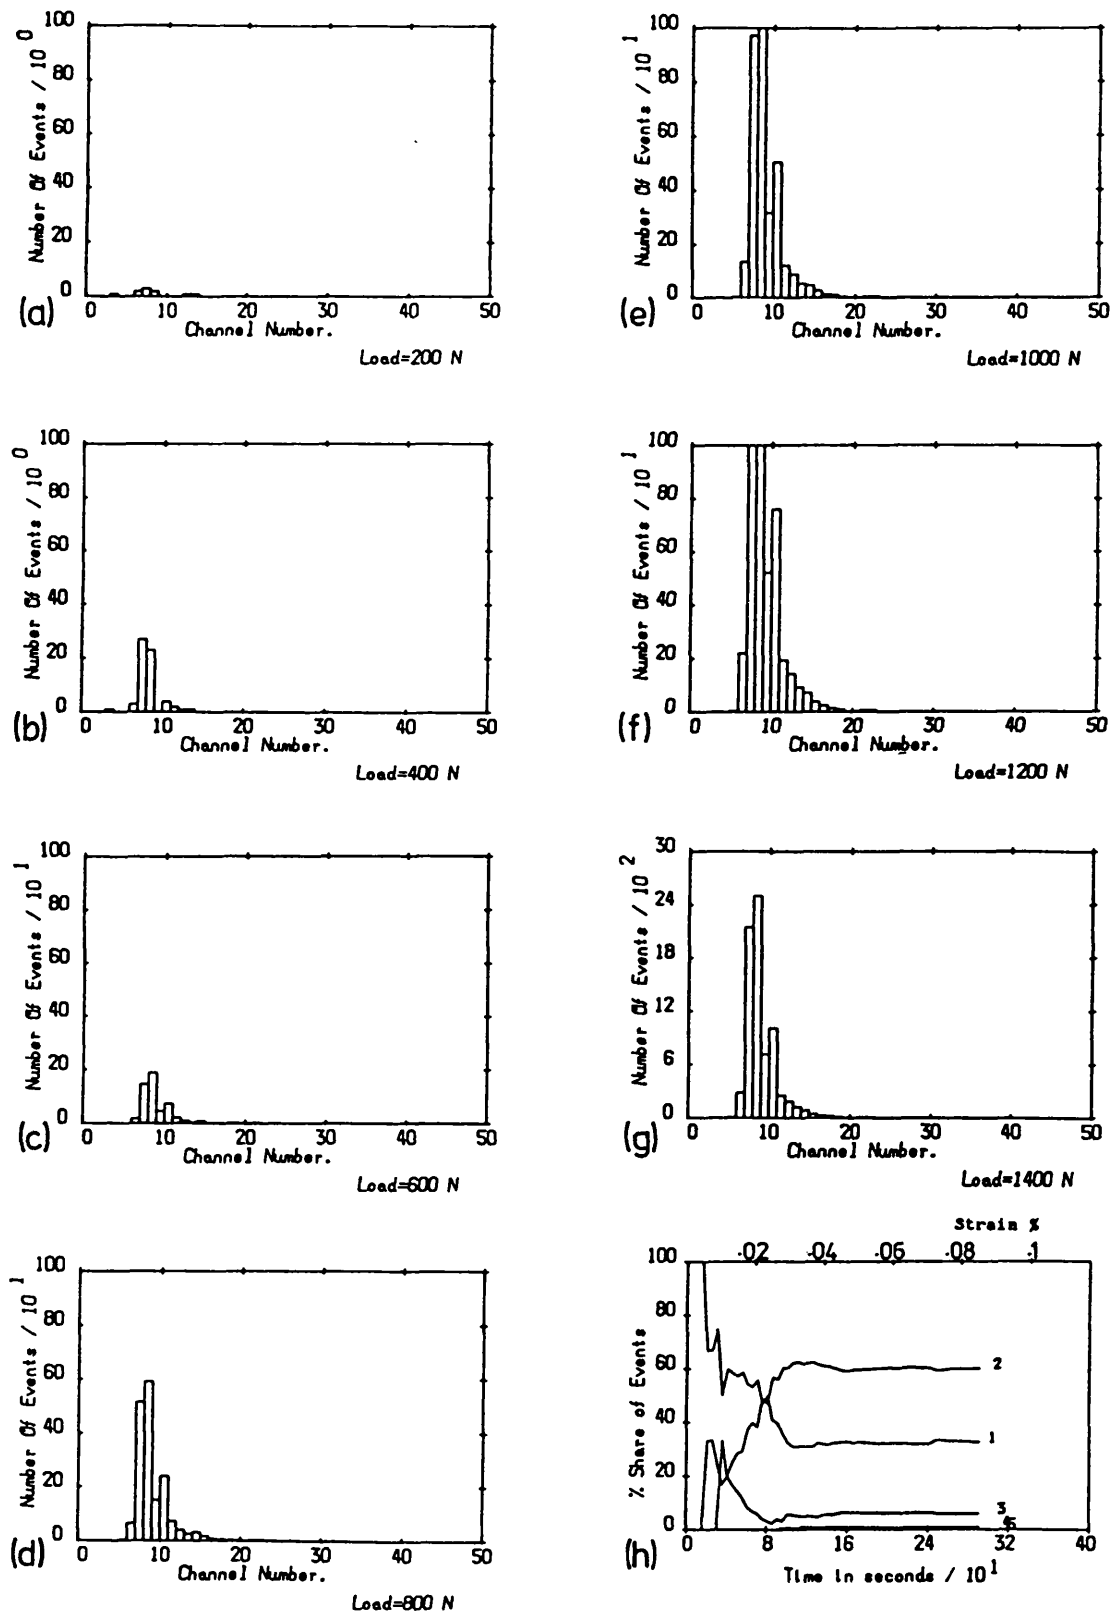 100
80
60
40
20
0
Number Of Events / 10 0
(a)
0 10 20 30 40 50
Channel Number.
Load=200 N
100
80
60
40
20
0
Number Of Events / 10 0
(b)
0 10 20 30 40 50
Channel Number.
Load=400 N
100
80
60
40
20
0
Number Of Events / 10 1
(c)
0 10 20 30 40 50
Channel Number.
Load=600 N
100
80
60
40
20
0
Number Of Events / 10 1
(d)
0 10 20 30 40 50
Channel Number.
Load=800 N
100
80
60
40
20
0
Number Of Events / 10 1
(e)
0 10 20 30 40 50
Channel Number.
Load=1000 N
100
80
60
40
20
0
Number Of Events / 10 1
(f)
0 10 20 30 40 50
Channel Number.
Load=1200 N
30
24
18
12
6
0
Number Of Events / 10 2
(g)
0 10 20 30 40 50
Channel Number.
Load=1400 N
Strain %
.02 .04 .06 .08 .1
100
80
60
40
20
0
% Share of Events
2
1
3
45
(h)
0 8 16 24 32 40
Time in seconds / 10 1